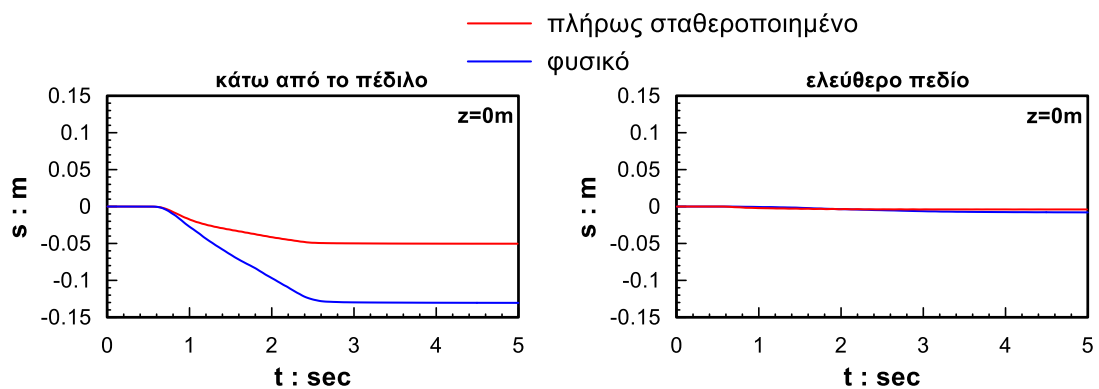 πλήρως σταθεροποιημένο
φυσικό
κάτω από το πέδιλο
0.15
0.1
0.05
0
-0.05
-0.1
-0.15
s : m
z=0m
0 1 2 3 4 5
t : sec
ελεύθερο πεδίο
0.15
0.1
0.05
0
-0.05
-0.1
-0.15
s : m
z=0m
0 1 2 3 4 5
t : sec